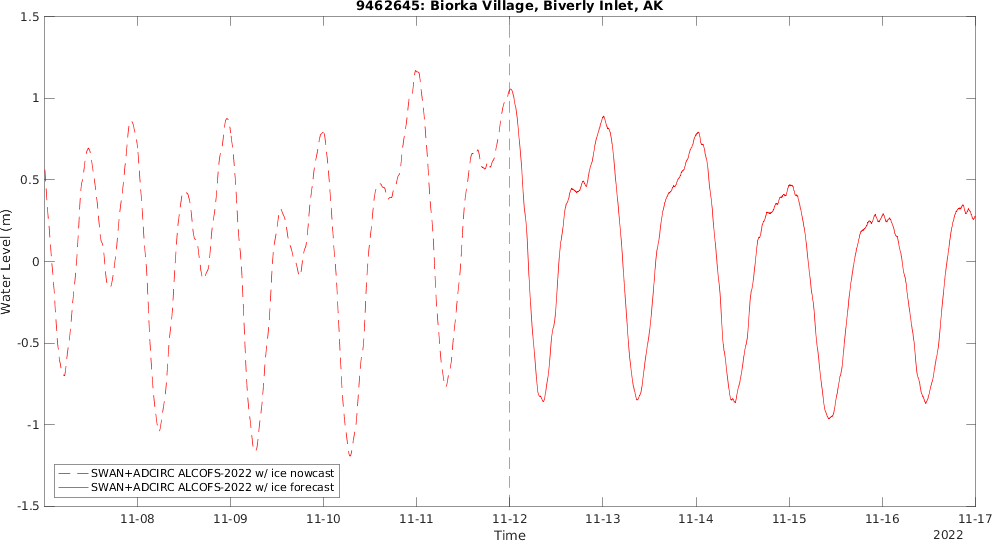 9462645: Biorka Village, Biverly Inlet, AK
Water Level (m)
1.5
1
0.5
0
-0.5
-1
-1.5
SWAN+ADCIRC ALCOFS-2022 w/ ice nowcast
SWAN+ADCIRC ALCOFS-2022 w/ ice forecast
11-08 11-09 11-10 11-11 11-12 11-13 11-14 11-15 11-16 11-17
Time
2022